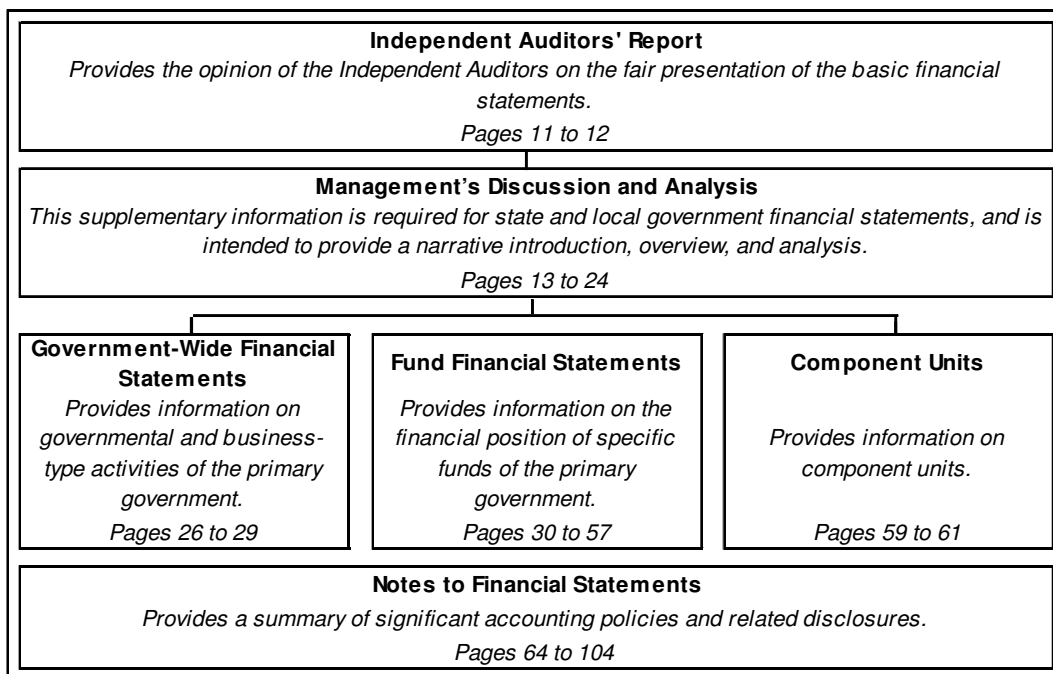 Independent Auditors' Report
Provides the opinion of the Independent Auditors on the fair presentation of the basic financial
statements.
Pages 11 to 12
Management’s Discussion and Analysis
This supplementary information is required for state and local government financial statements, and is
intended to provide a narrative introduction, overview, and analysis.
Pages 13 to 24
Government-Wide Financial
Statements
Provides information on
governmental and business-
type activities of the primary
government.
Pages 26 to 29
Fund Financial Statements
Provides information on the
financial position of specific
funds of the primary
government.
Pages 30 to 57
Component Units
Provides information on
component units.
Pages 59 to 61
Notes to Financial Statements
Provides a summary of significant accounting policies and related disclosures.
Pages 64 to 104